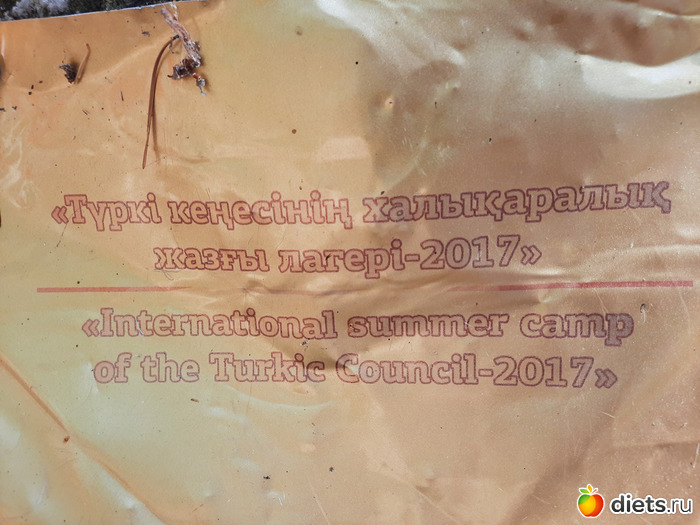 «Түркі кеңесінің халықаралық
жазғы лагері-2017»
«International summer camp
of the Turkic Council-2017»
diets.ru